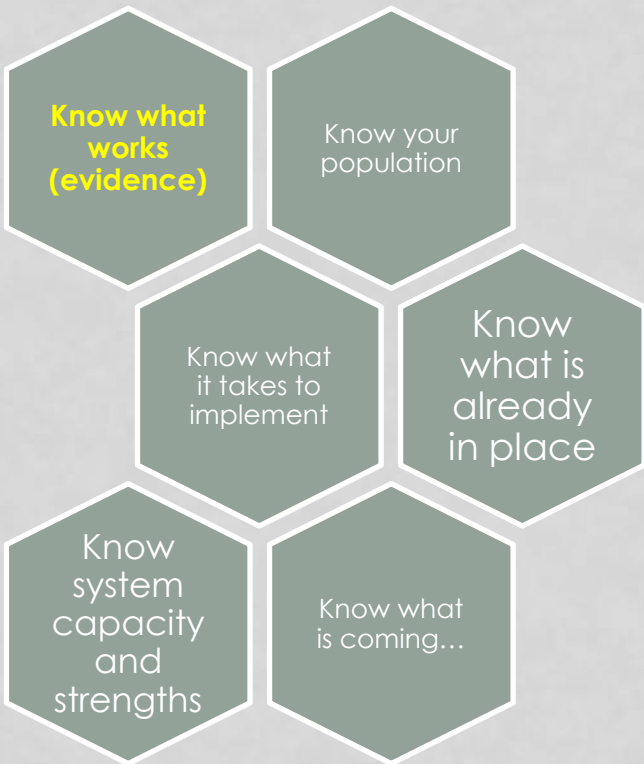 Know what
works
(evidence)
Know your
population
Know what
it takes to
implement
Know
what is
already
in place
Know
system
capacity
and
strengths
Know what
is coming…